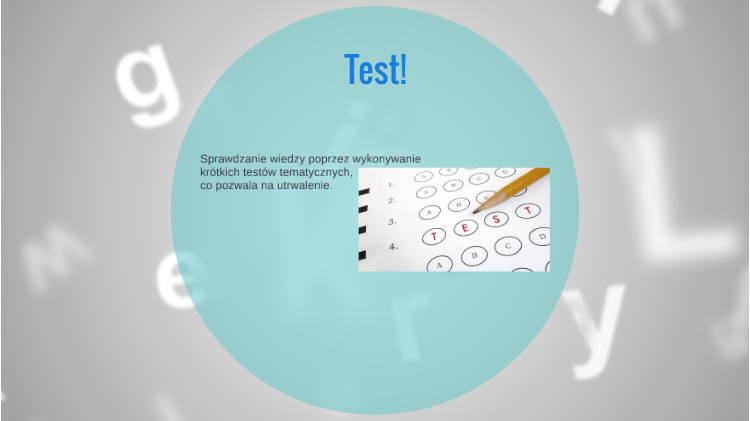 Test!
Sprawdzanie wiedzy poprzez wykonywanie
krótkich testów tematycznych,
co pozwala na utrwalenie.
A B C D
1. A B C D
2. A B C
3. T E S T
4. A B C D
g
w
e
r
y
L